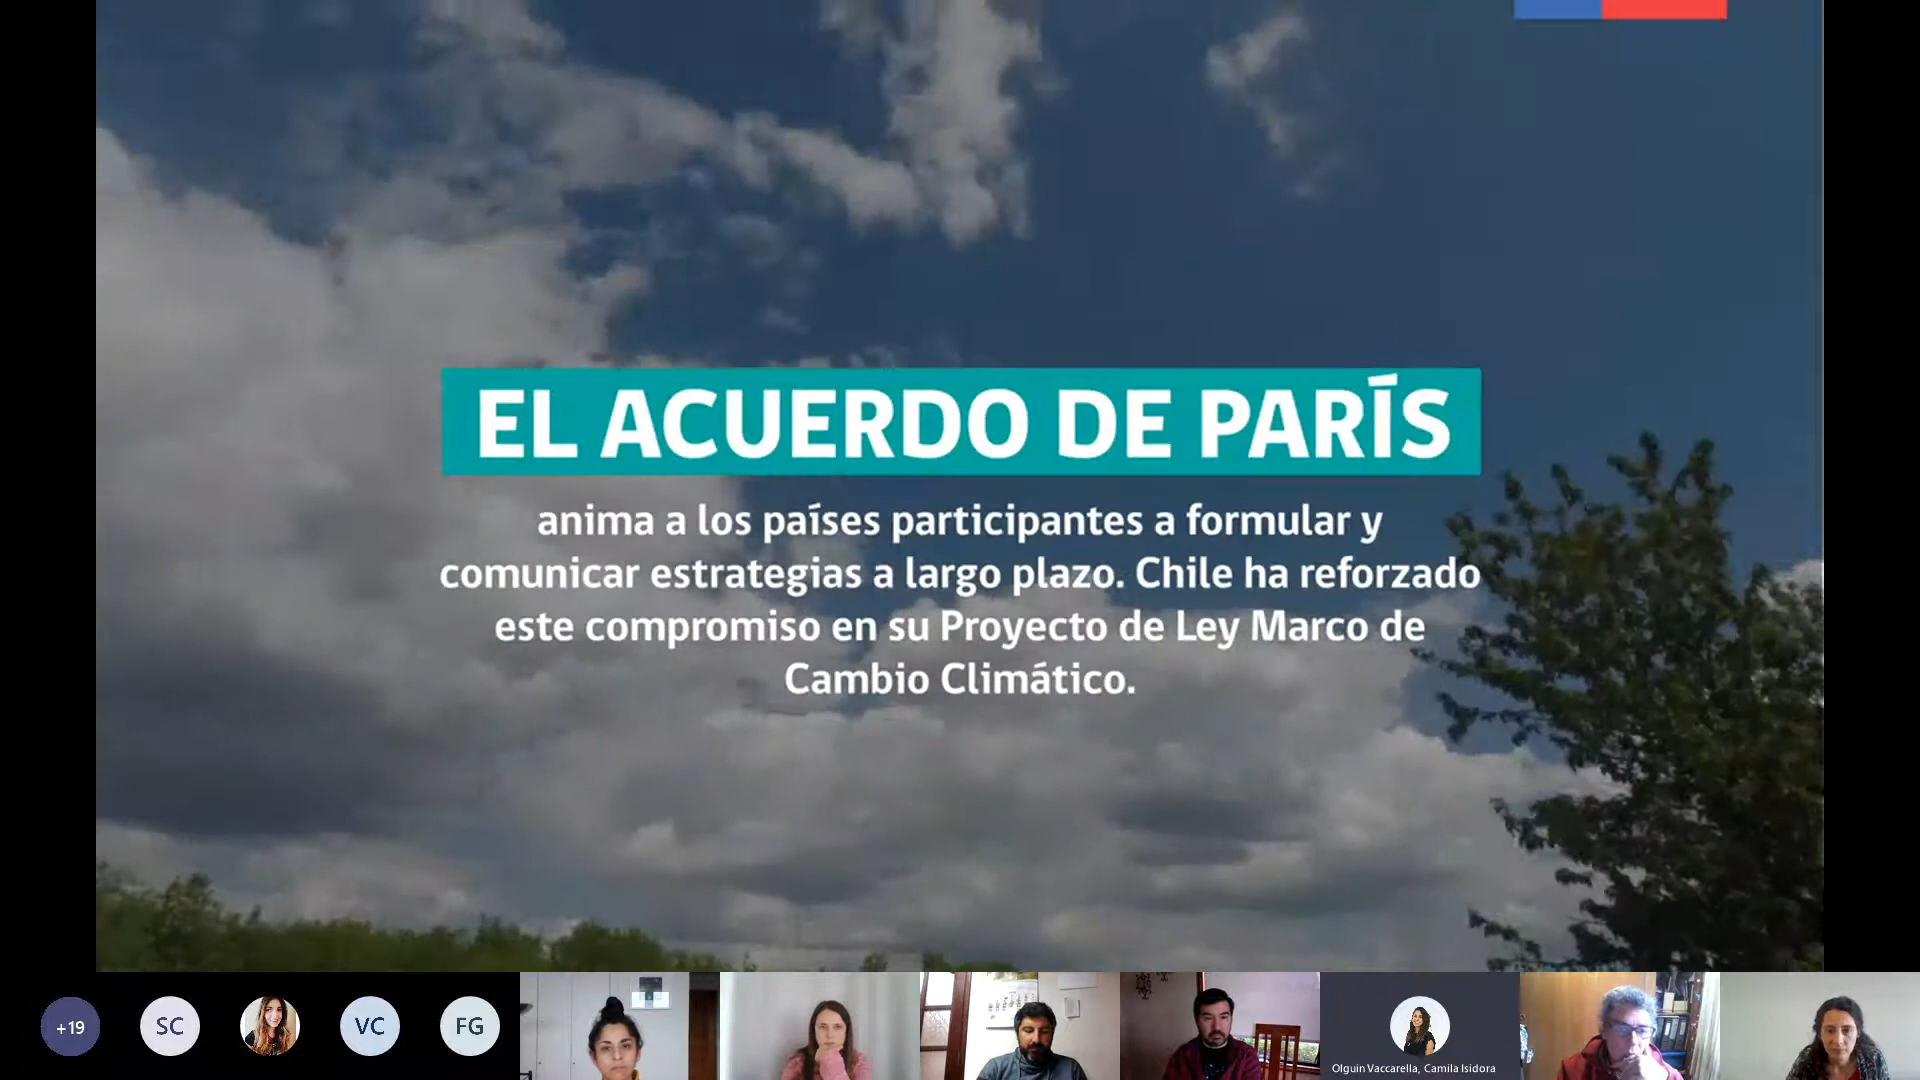 EL ACUERDO DE PARÍS
anima a los países participantes a formular y
comunicar estrategias a largo plazo. Chile ha reforzado
este compromiso en su Proyecto de Ley Marco de
Cambio Climático.
+19
SC
VC
FG
Olguin Vaccarella, Camila Isidora